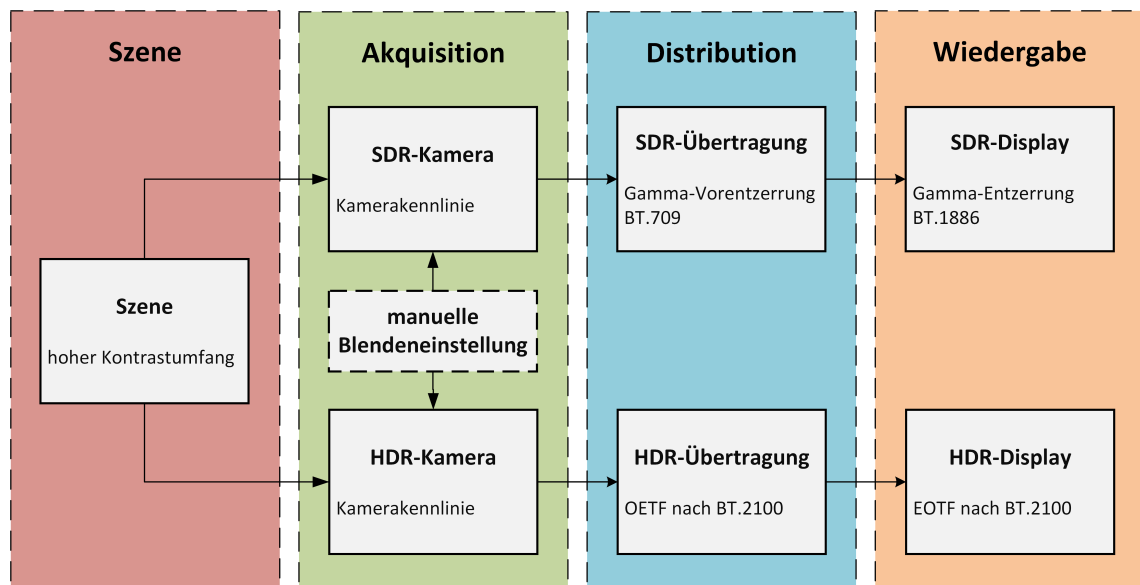 Szene
Akquisition
Distribution
Wiedergabe
SDR-Kamera
Kamerakennlinie
SDR-Übertragung
Gamma-Vorentzerrung
BT.709
SDR-Display
Gamma-Entzerrung
BT.1886
Szene
hoher Kontrastumfang
manuelle
Blendeneinstellung
HDR-Kamera
Kamerakennlinie
HDR-Übertragung
OETF nach BT.2100
HDR-Display
EOTF nach BT.2100